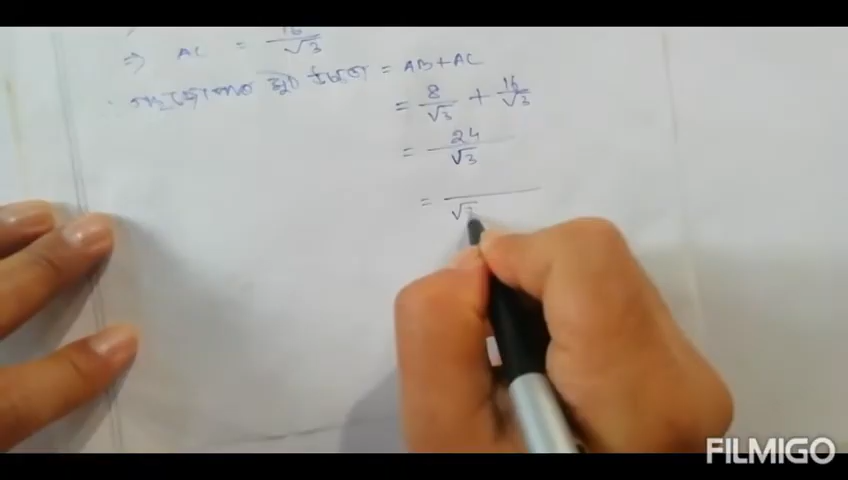 ⇒ AC = 16/√3
= AB + AC
= 8/√3 + 16/√3
= 24/√3
= /√3
FILMIGO